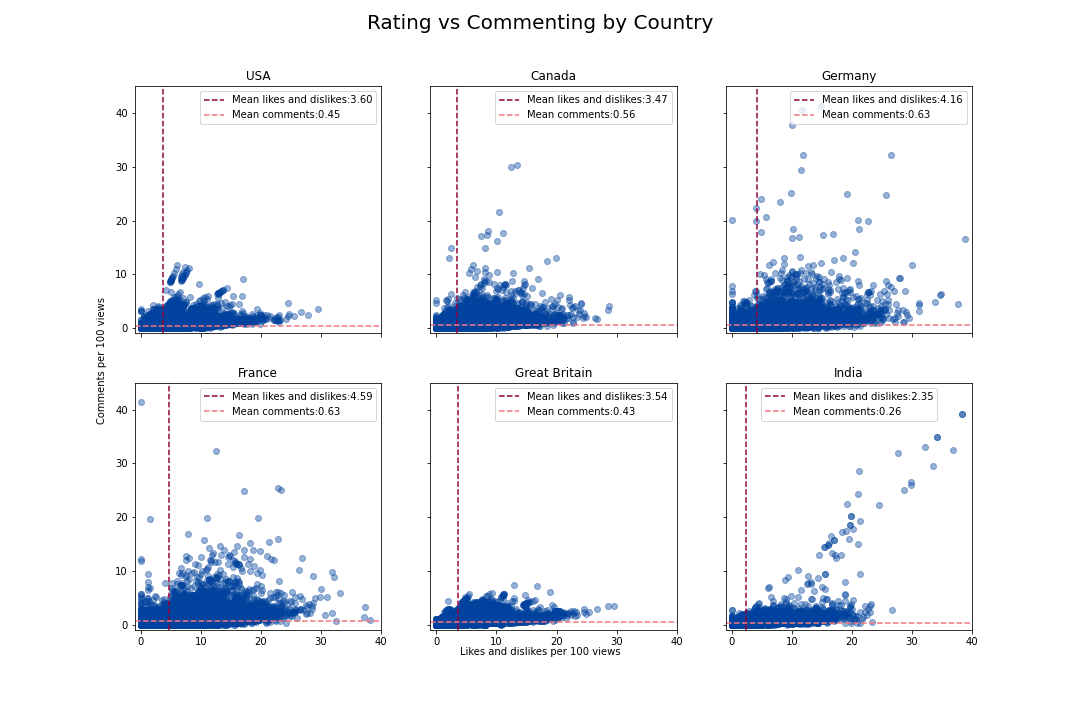 Rating vs Commenting by Country
USA
Mean likes and dislikes:3.60
Mean comments:0.45
40
30
20
10
0
Canada
Mean likes and dislikes:3.47
Mean comments:0.56
Germany
Mean likes and dislikes:4.16
Mean comments:0.63
Comments per 100 views
France
Mean likes and dislikes:4.59
Mean comments:0.63
40
30
20
10
0
0 10 20 30 40
Great Britain
Mean likes and dislikes:3.54
Mean comments:0.43
0 10 20 30 40
Likes and dislikes per 100 views
India
Mean likes and dislikes:2.35
Mean comments:0.26
0 10 20 30 40